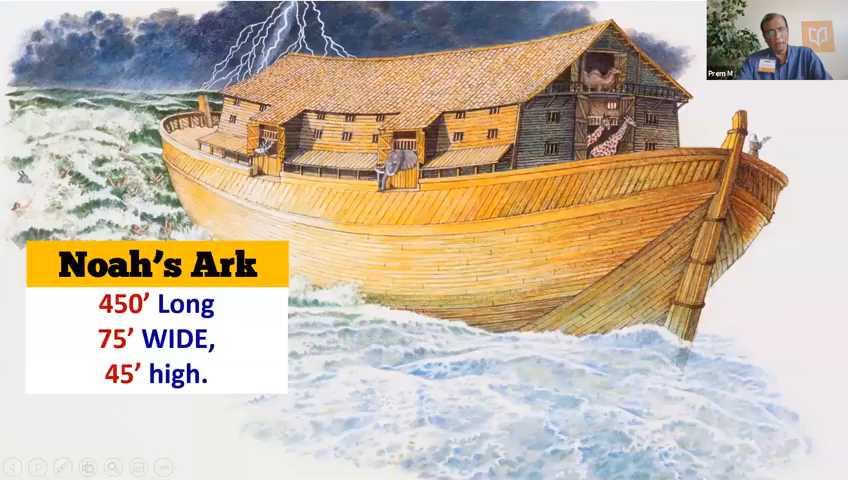 Prem M
Noah's Ark
450' Long
75' WIDE,
45' high.